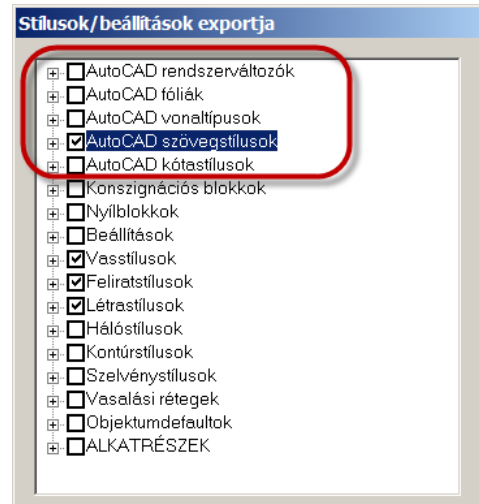 Stílusok/beállítások exportja
AutoCAD rendszerváltozók
AutoCAD fóliák
AutoCAD vonaltípusok
AutoCAD szövegstílusok
AutoCAD kótastílusok
Konszignációs blokkok
Nyílblokkok
Beállítások
Vasstílusok
Feliratstílusok
Létrastílusok
Hálóstílusok
Kontúrstílusok
Szelvénystílusok
Vasalási rétegek
Objektumdefaultok
ALKATRÉSZEK